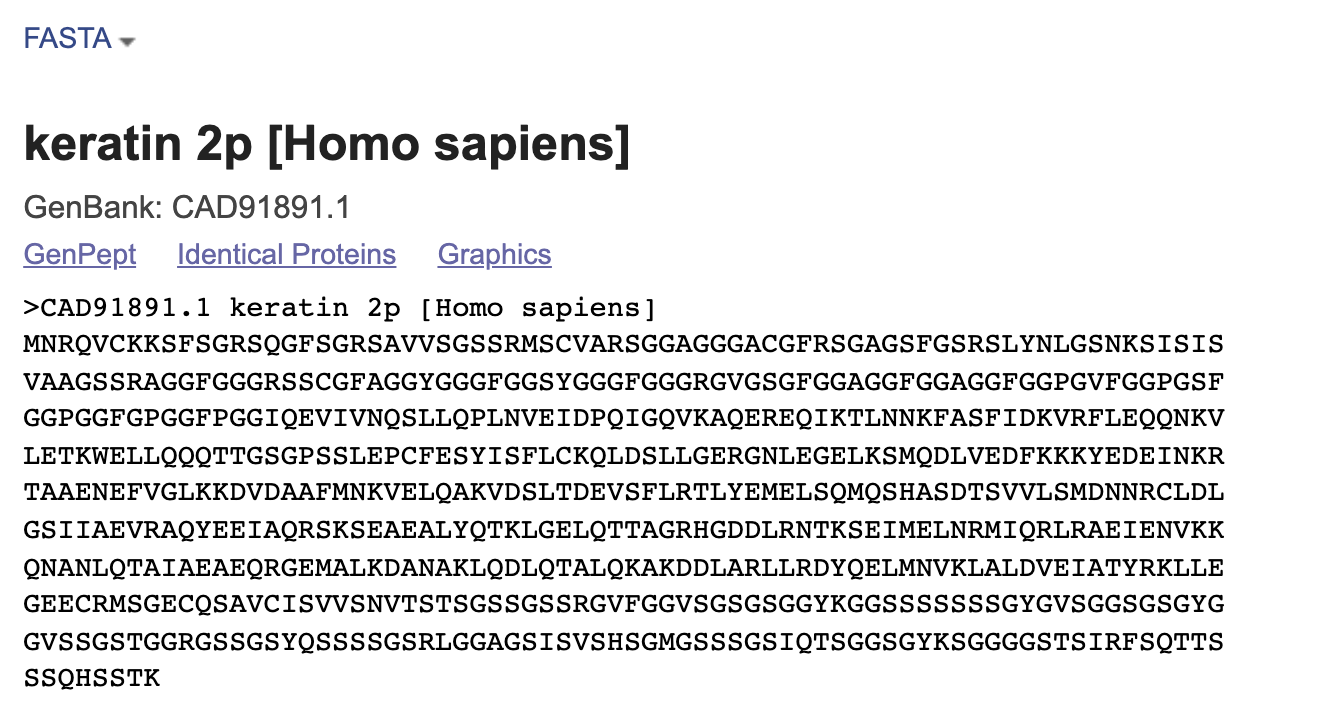 FASTA
keratin 2p [Homo sapiens]
GenBank: CAD91891.1
GenPept Identical Proteins Graphics
>CAD91891.1 keratin 2p [Homo sapiens]
MNRQVCKKSFSGRSQGFSGRSAVVSGSSRMSCVARSGGAGGGACGFRSGAGSFGSRSLYNLGSNKSISIS
VAAGSSRAGGFGGGRSSCGFAGGYGGGFGGSYGGGFGGGRGVGSGFGGAGGFGGAGGFGGPGVFGGPGSF
GGPGGFGPGGFPGGIQEVIVNQSLLQPLNVEIDPQIGQVKAQEREQIKTLNNKFASFIDKVRFLEQQNKV
LETKWELLQQQTTGSGPSSLEPCFESYISFLCKQLDSLLGERGNLEGELKSMQDLVEDFKKKYEDEINKR
TAAENEFVGLKKDVDAAFMNKVELQAKVDSLTDEVSFLRTLYEMELSQMQSHASDTSVVLSMDNNRCLDL
GSIIAEVRAQYEEIAQRSKSEAEALYQTKLGELQTTAGRHGDDLRNTKSEIMELNRMIQRLRAEIENVKK
QNANLQTAIAEAEQRGEMALKDANAKLQDLQTALQKAKDDLARLLRDYQELMNVKLALDVEIATYRKLLE
GEECRMSGECQSAVCISVVSNVTSTSGSSGSSRGVFGGVSGSGSGGYKGGSSSSSSSGYGVSGGSGSGYG
GVSSGSTGGRGSSGSYQSSSSGSRLGGAGSISVSHSGMGSSSGSIQTSGGSGYKSGGGGSTSIRFSQTTS
SSQHSSTK